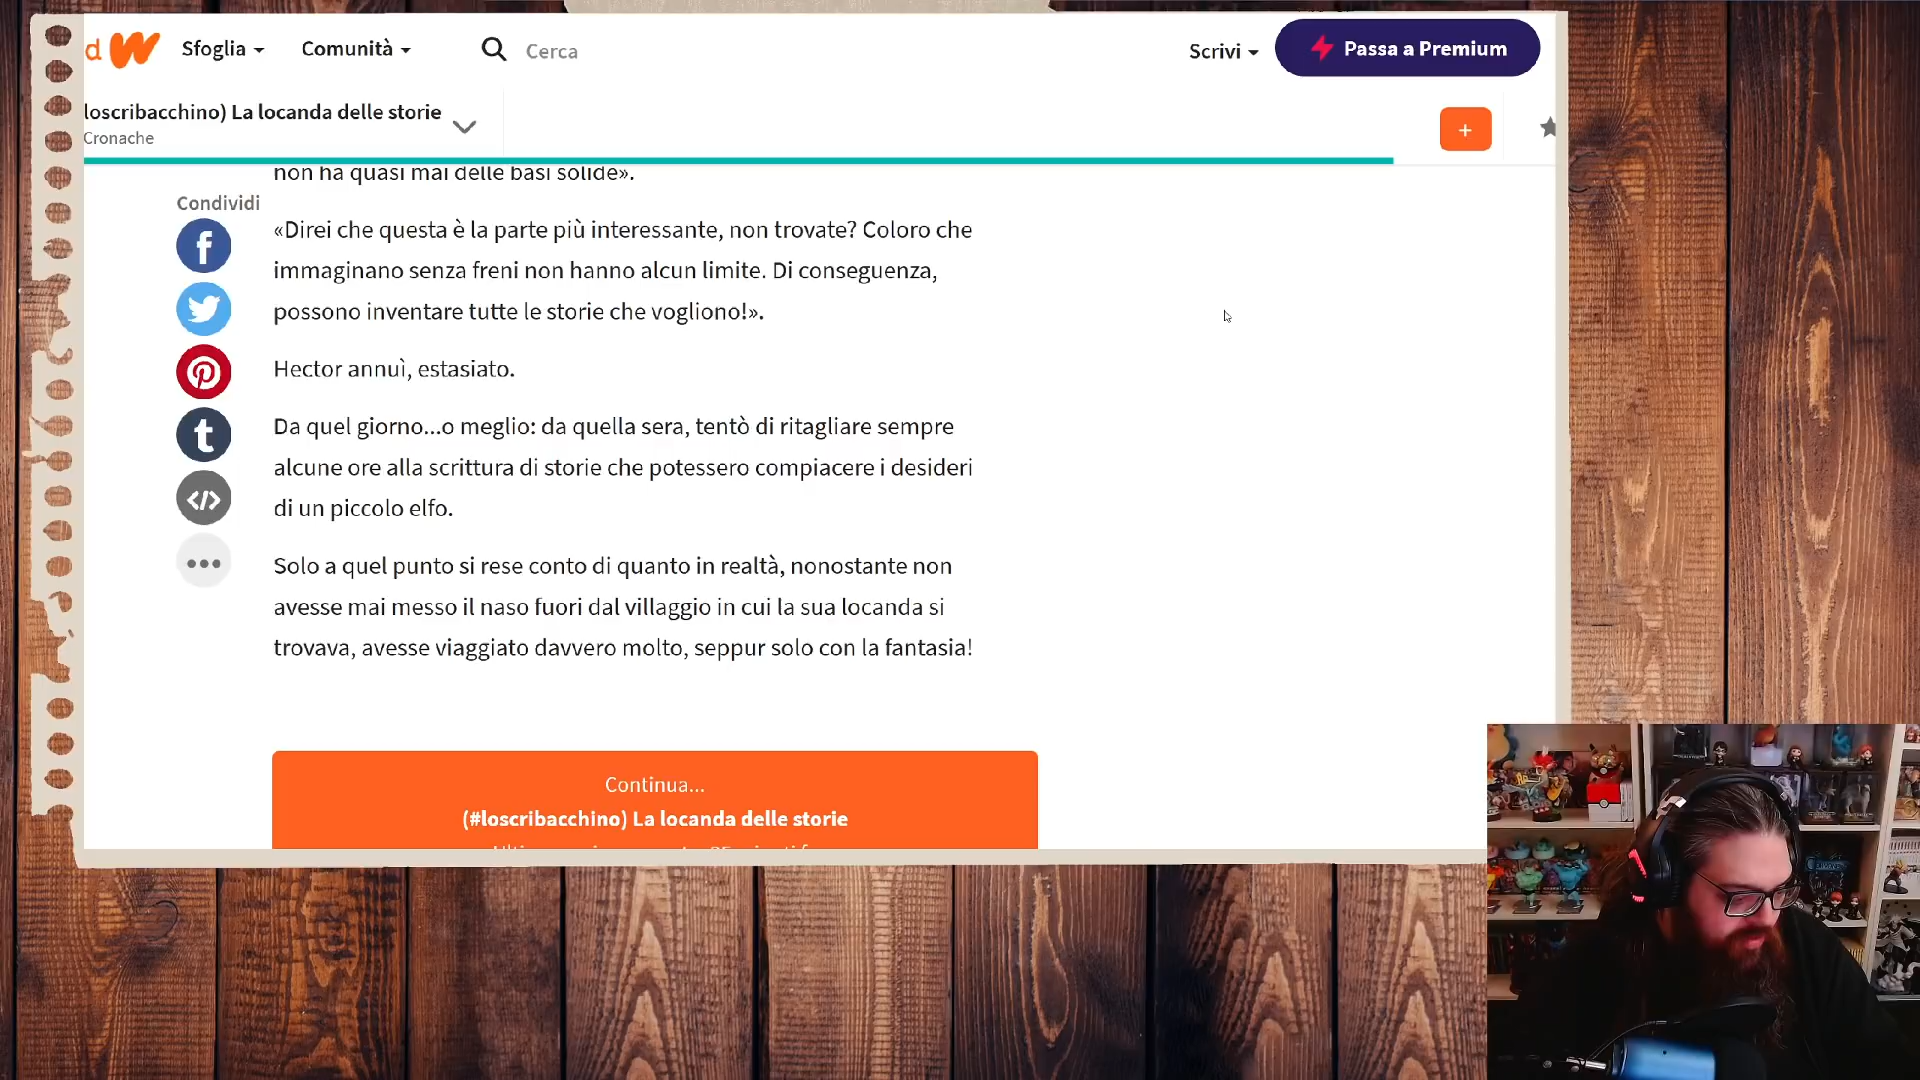 d
Sfoglia
Comunità
Cerca
Scrivi
Passa a Premium
loscribacchino) La locanda delle storie
Cronache
+
non ha quasi mai delle basi solide».
Condividi
«Direi che questa è la parte più interessante, non trovate? Coloro che
immaginano senza freni non hanno alcun limite. Di conseguenza,
possono inventare tutte le storie che vogliono!».
Hector annuì, estasiato.
Da quel giorno...o meglio: da quella sera, tentò di ritagliare sempre
alcune ore alla scrittura di storie che potessero compiacere i desideri
di un piccolo elfo.
Solo a quel punto si rese conto di quanto in realtà, nonostante non
avesse mai messo il naso fuori dal villaggio in cui la sua locanda si
trovava, avesse viaggiato davvero molto, seppur solo con la fantasia!
Continua...
(#loscribacchino) La locanda delle storie